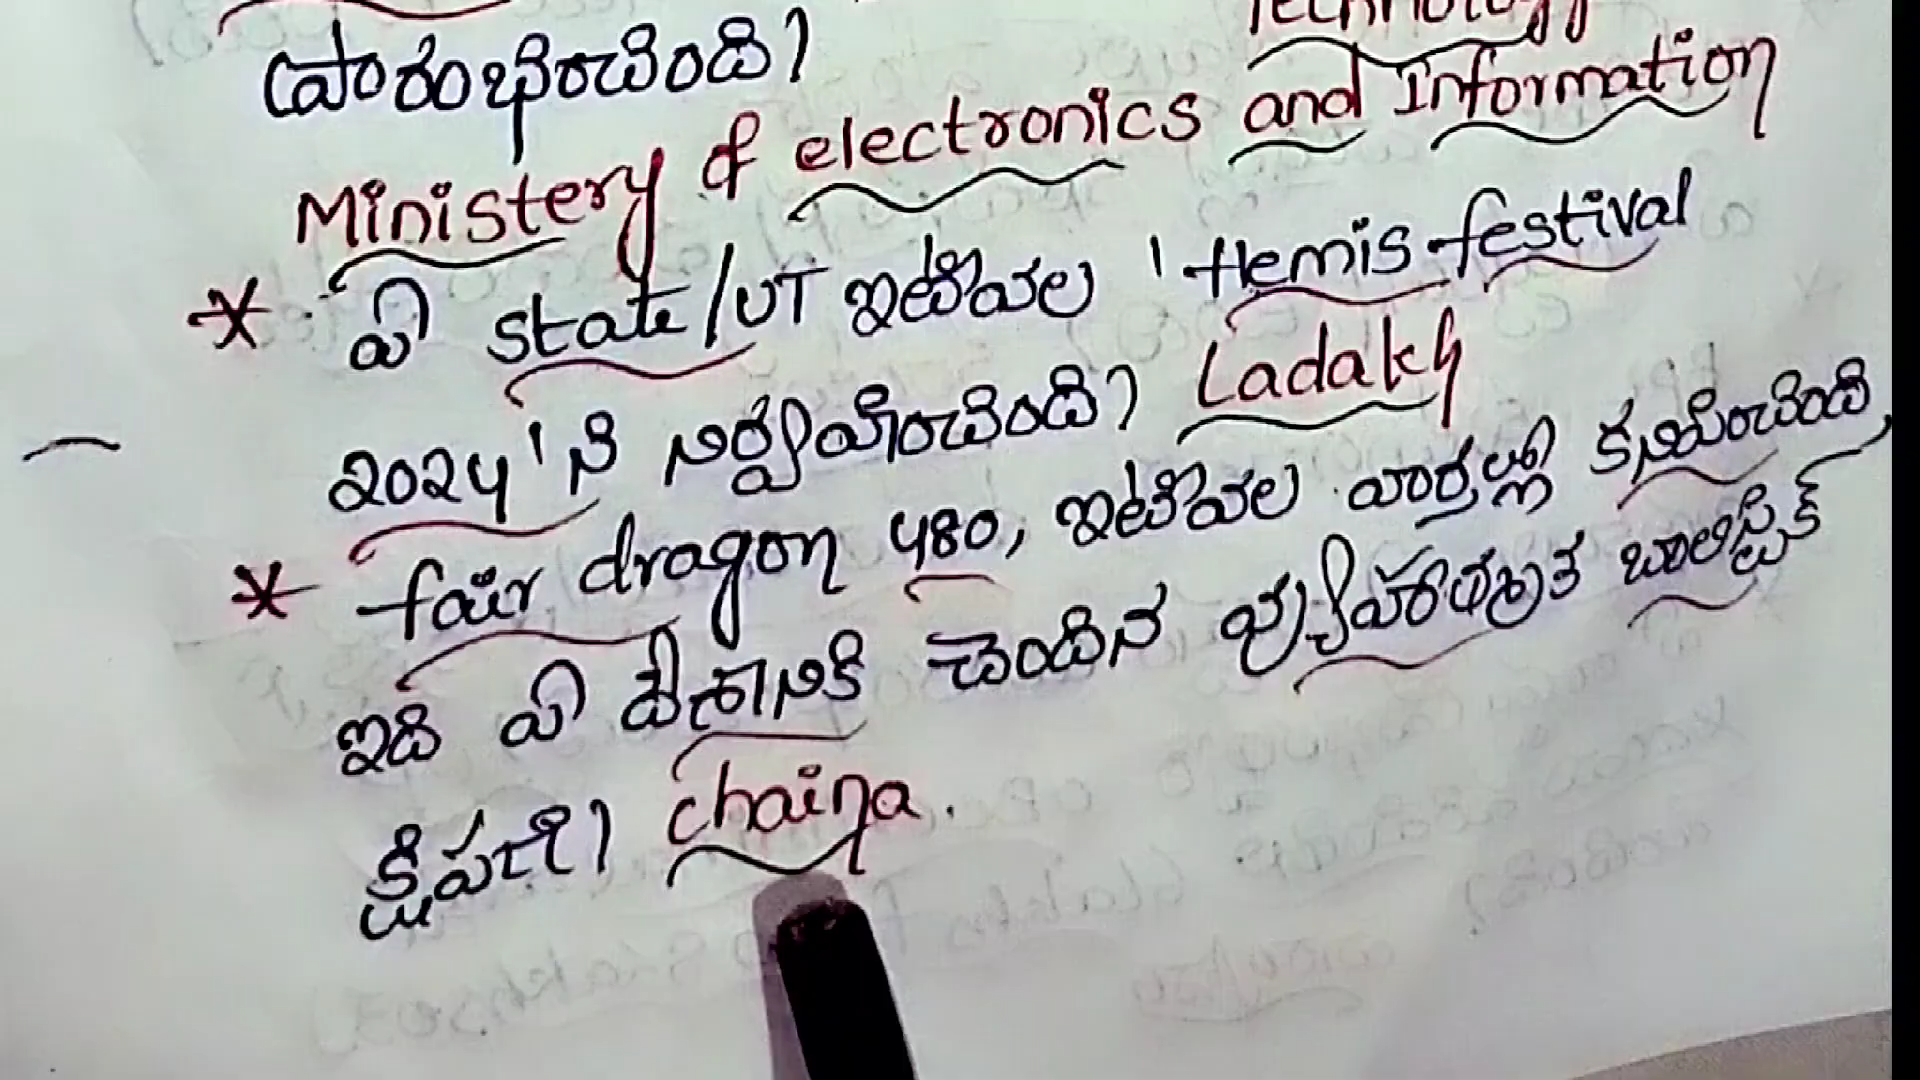 Technology
ప్రారంభించింది?
Ministery of electronics and Information
* ఏ state/UT ఇటీవల 'Hemis festival
2024' ని నిర్వహించింది? Ladakh
* fair dragon 480, ఇటీవల వార్తల్లో కనిపించింది,
ఇది ఏ దేశానికి చెందిన వ్యూహాత్మక బాలిస్టిక్
క్షిపణి? chaina.